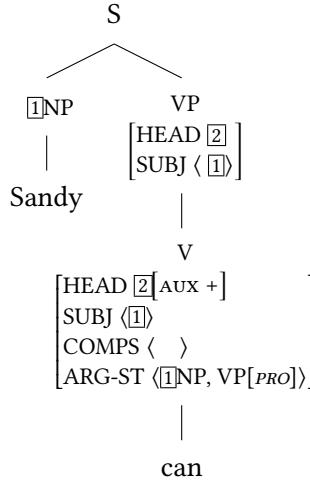 S
1NP VP
[HEAD 2
SUBJ ⟨ 1⟩]
Sandy
V
[HEAD 2[AUX +]
SUBJ ⟨1⟩
COMPS ⟨ ⟩
ARG-ST ⟨1NP, VP[PRO]⟩]
can